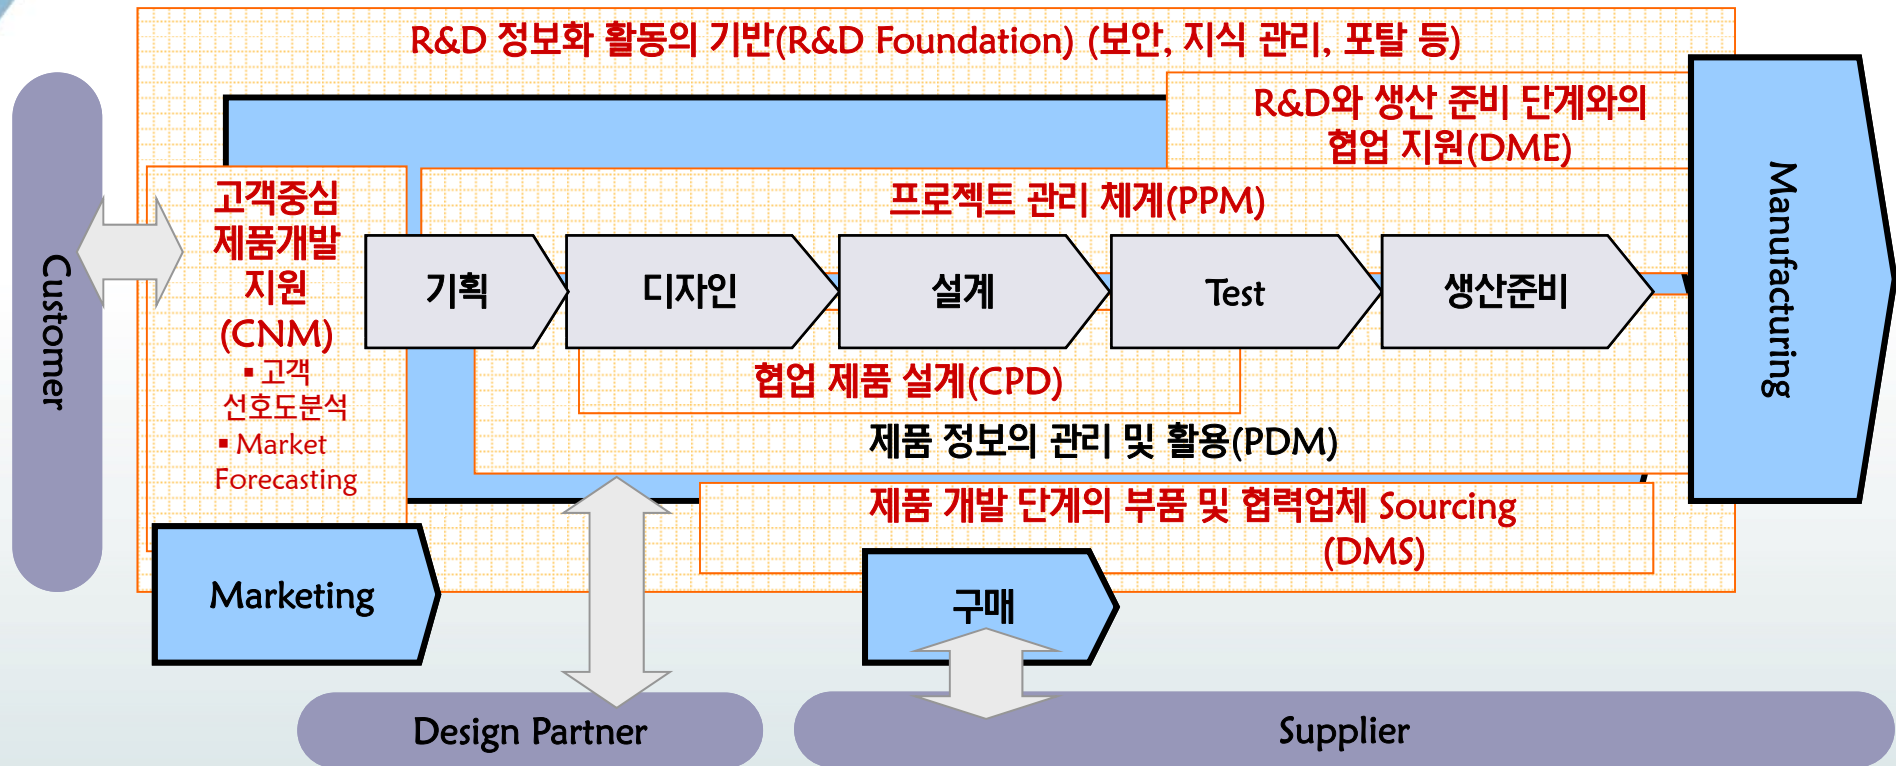 R&D 정보화 활동의 기반(R&D Foundation) (보안, 지식 관리, 포탈 등)
R&D와 생산 준비 단계와의
협업 지원(DME)
Customer
고객중심
제품개발
지원
(CNM)
▪ 고객
선호도분석
▪ Market
Forecasting
프로젝트 관리 체계(PPM)
기획
디자인
설계
Test
생산준비
Manufacturing
협업 제품 설계(CPD)
제품 정보의 관리 및 활용(PDM)
제품 개발 단계의 부품 및 협력업체 Sourcing
(DMS)
Marketing
구매
Design Partner
Supplier